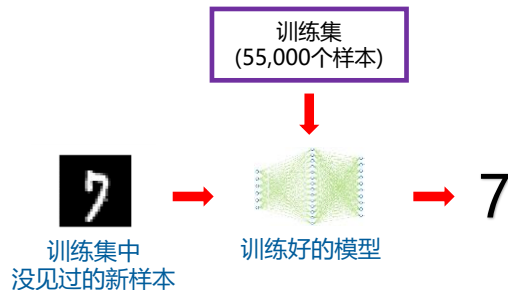 训练集
(55,000个样本)
7
7
训练集中
没见过的新样本
训练好的模型